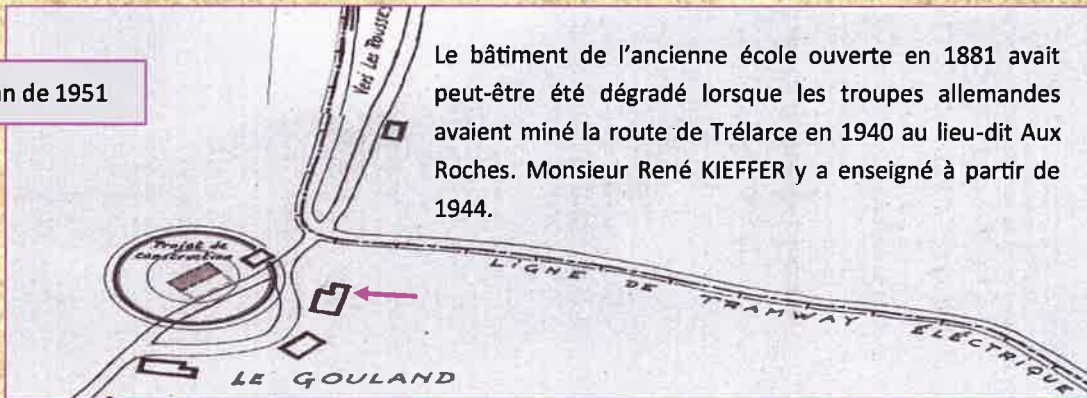 an de 1951
Le bâtiment de l'ancienne école ouverte en 1881 avait
peut-être été dégradé lorsque les troupes allemandes
avaient miné la route de Trélarce en 1940 au lieu-dit Aux
Roches. Monsieur René KIEFFER y a enseigné à partir de
1944.
Vers Les Rousses
Projet de
construction
LIGNE DE TRAMWAY ÉLECTRIQUE
LE GOULAND